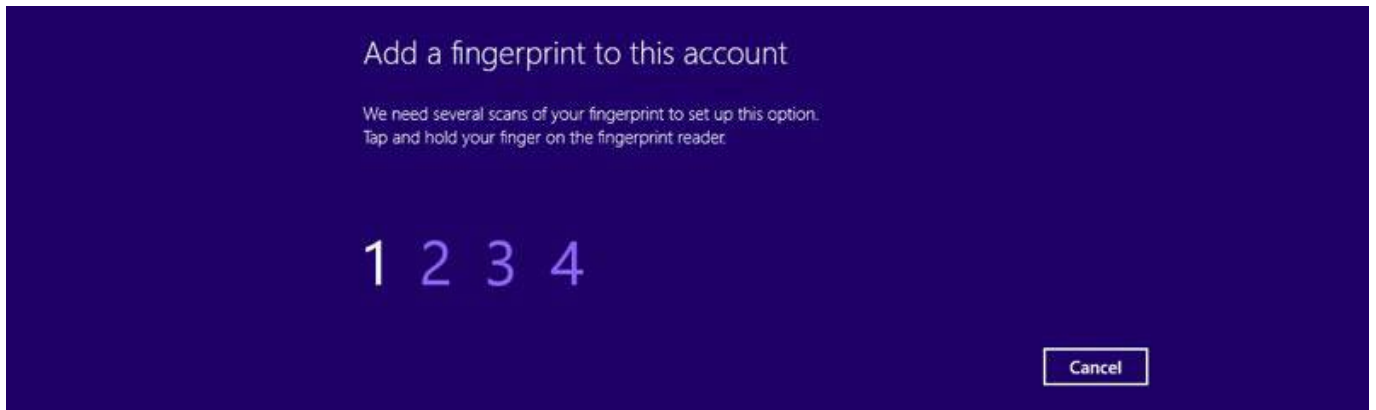 Add a fingerprint to this account
We need several scans of your fingerprint to set up this option.
Tap and hold your finger on the fingerprint reader.
1 2 3 4
Cancel